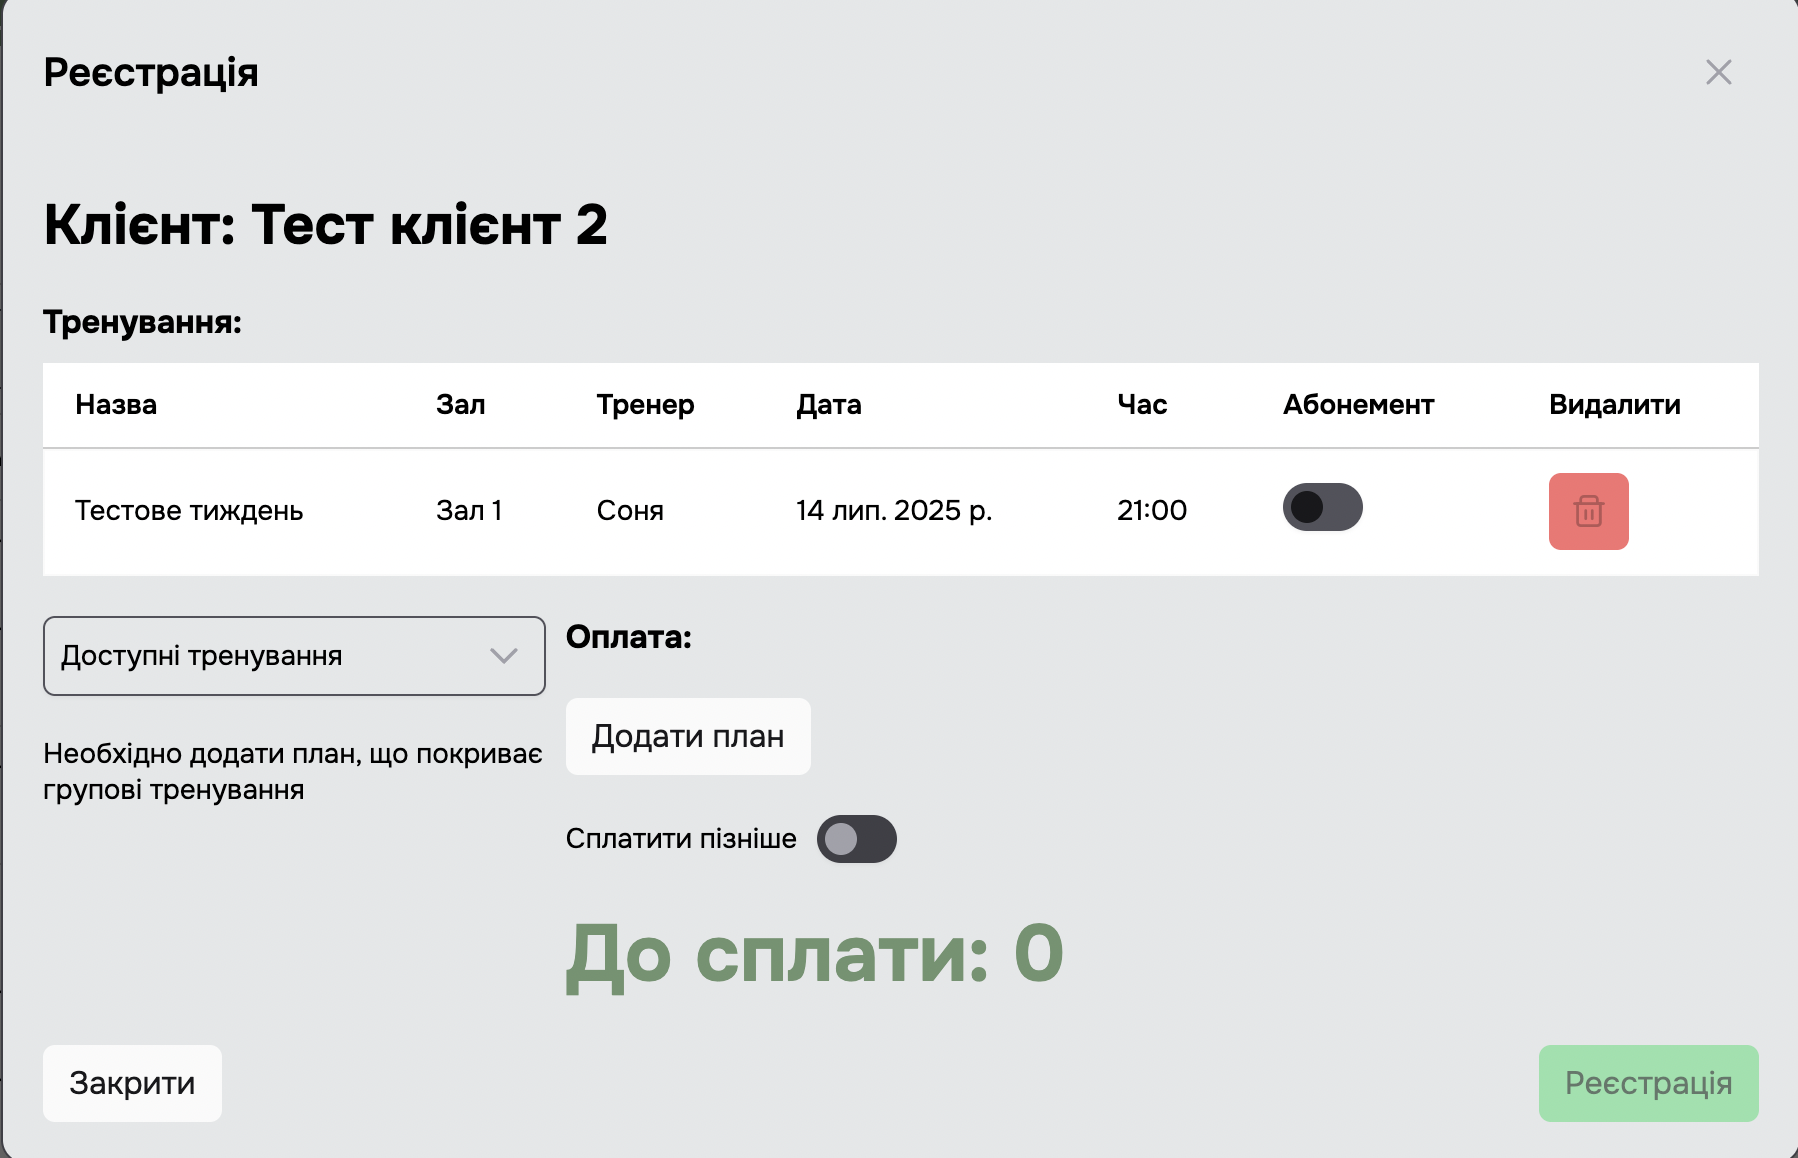 Реєстрація
Клієнт: Тест клієнт 2
Тренування:
Назва Зал Тренер Дата Час Абонемент Видалити
Тестове тиждень Зал 1 Соня 14 лип. 2025 р. 21:00
Доступні тренування
Необхідно додати план, що покриває
групові тренування
Оплата:
Додати план
Сплатити пізніше
До сплати: 0
Закрити
Реєстрація